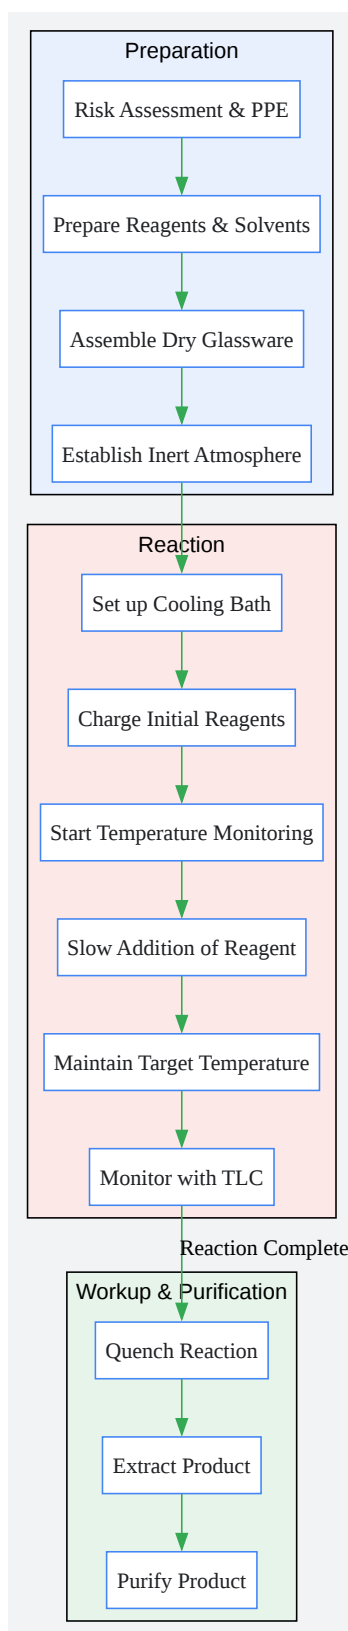 Preparation
Risk Assessment & PPE
Prepare Reagents & Solvents
Assemble Dry Glassware
Establish Inert Atmosphere
Reaction
Set up Cooling Bath
Charge Initial Reagents
Start Temperature Monitoring
Slow Addition of Reagent
Maintain Target Temperature
Monitor with TLC
Reaction Complete
Workup & Purification
Quench Reaction
Extract Product
Purify Product